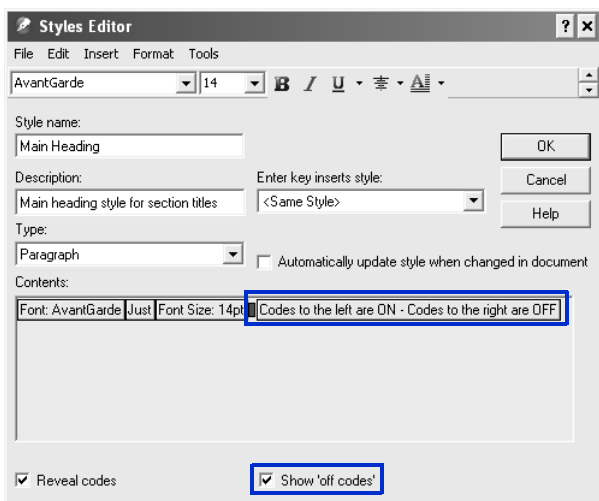 Styles Editor
File Edit Insert Format Tools
AvantGarde 14 B I U A
Style name:
Main Heading
OK
Description:
Enter key inserts style:
Cancel
Main heading style for section titles
<Same Style>
Help
Type:
Paragraph
Automatically update style when changed in document
Contents:
Font: AvantGarde Just Font Size: 14pt Codes to the left are ON - Codes to the right are OFF
Reveal codes
Show 'off codes'